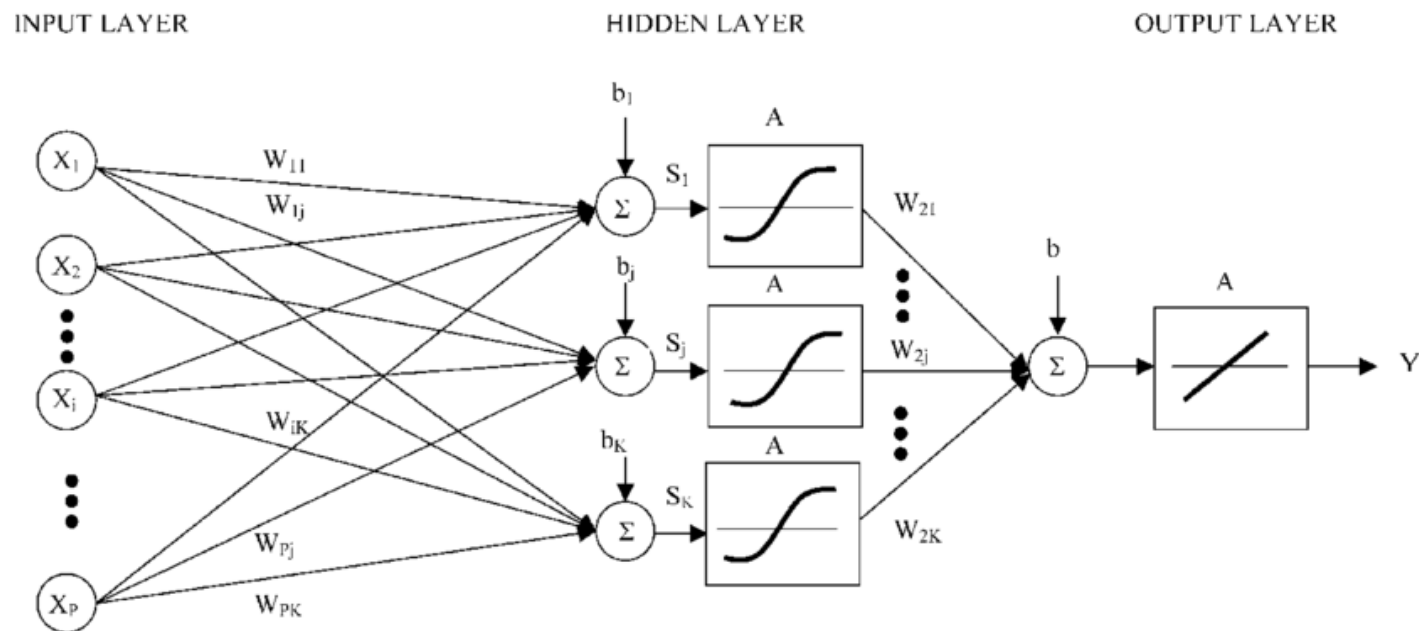 INPUT LAYER HIDDEN LAYER OUTPUT LAYER
b₁
A
X₁ W₁₁ Σ S₁ W₂₁
W₁ⱼ
X₂ bⱼ A b A
Xᵢ Σ Sⱼ W₂ⱼ Σ Y
WᵢK
bK A
Σ SK W₂K
WPj
XP WPK